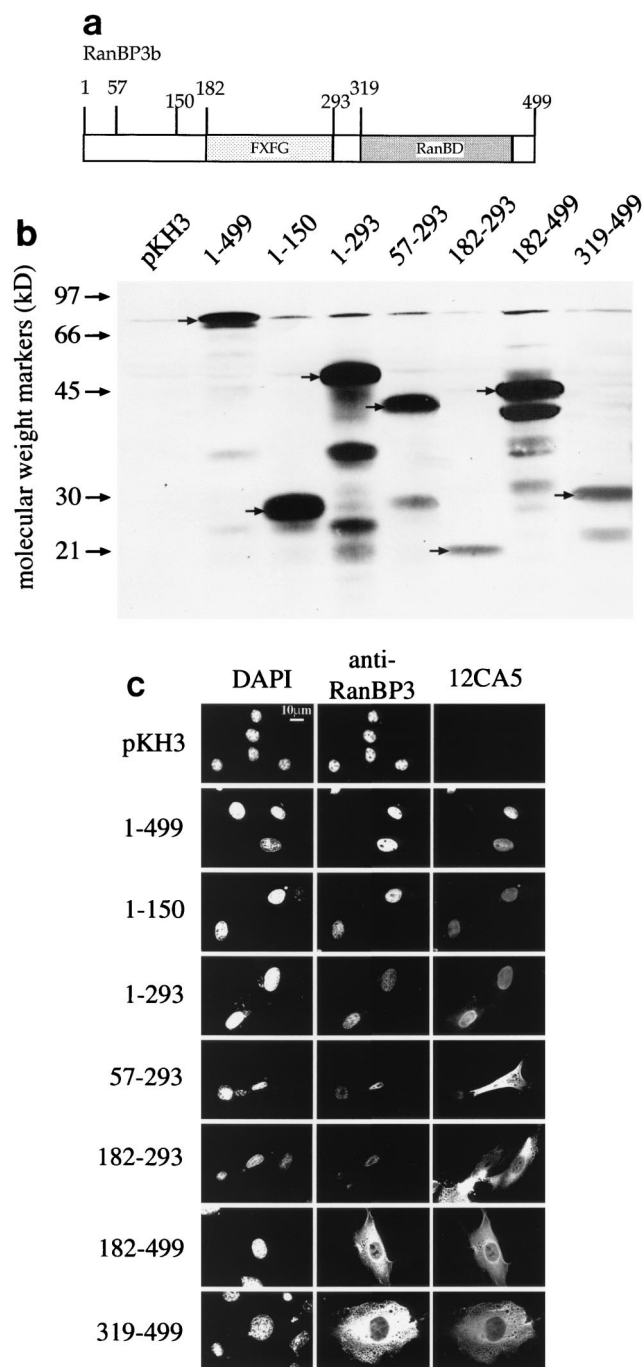 a
RanBP3b
1 57 150 182 293 319 499
FXFG RanBD
b
pKH3 1-499 1-150 1-293 57-293 182-293 182-499 319-499
molecular weight markers (kD)
97
66
45
30
21
c
DAPI anti-RanBP3 12CA5
10μm
pKH3
1-499
1-150
1-293
57-293
182-293
182-499
319-499